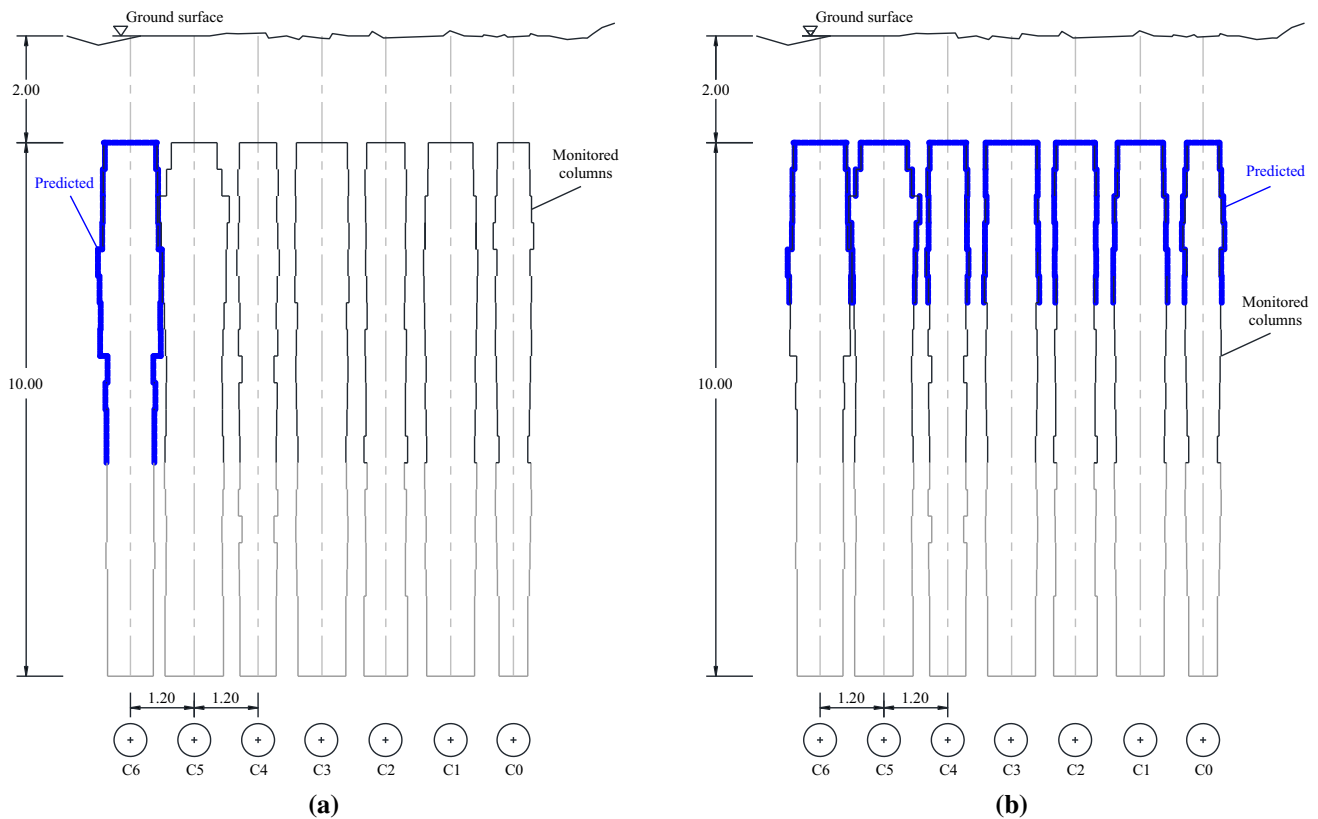 Ground surface
2.00
Predicted
Monitored
columns
10.00
1.20 1.20
C6 C5 C4 C3 C2 C1 C0
(a)
Ground surface
2.00
Predicted
Monitored
columns
10.00
1.20 1.20
C6 C5 C4 C3 C2 C1 C0
(b)